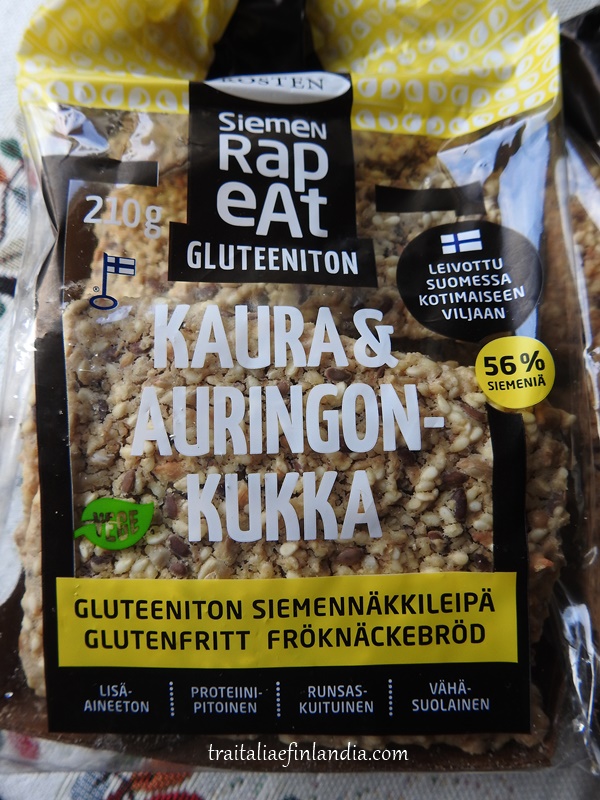 KOSTEN
Siemen
Rap
eAt
GLUTEENITON
210g
LEIVOTTU
SUOMESSA
KOTIMAISEEN
VILJAAN
KAURA &
AURINGON-
KUKKA
56 %
SIEMENIÄ
VEGE
GLUTEENITON SIEMENNÄKKILEIPÄ
GLUTENFRITT FRÖKNÄCKEBRÖD
LISÄ-
AINEETON
PROTEIINI-
PITOINEN
RUNSAS-
KUITUINEN
VÄHÄ-
SUOLAINEN
traitaliaefinlandia.com